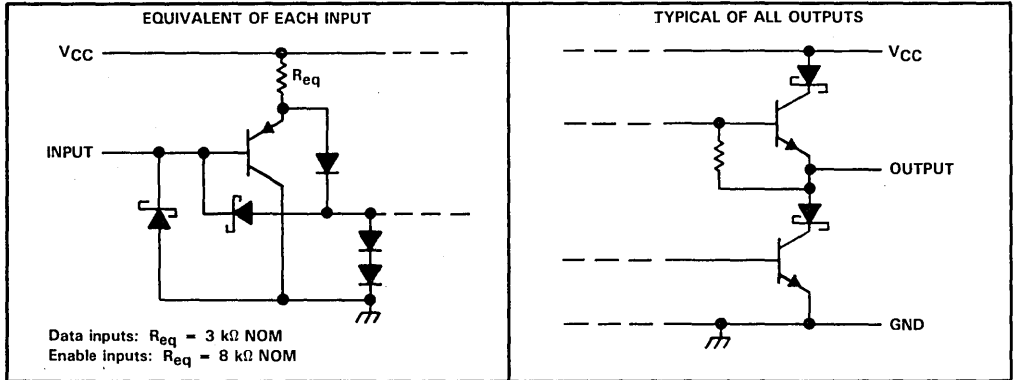 EQUIVALENT OF EACH INPUT
VCC
Req
INPUT
Data inputs: Req = 3 kΩ NOM
Enable inputs: Req = 8 kΩ NOM
TYPICAL OF ALL OUTPUTS
VCC
OUTPUT
GND